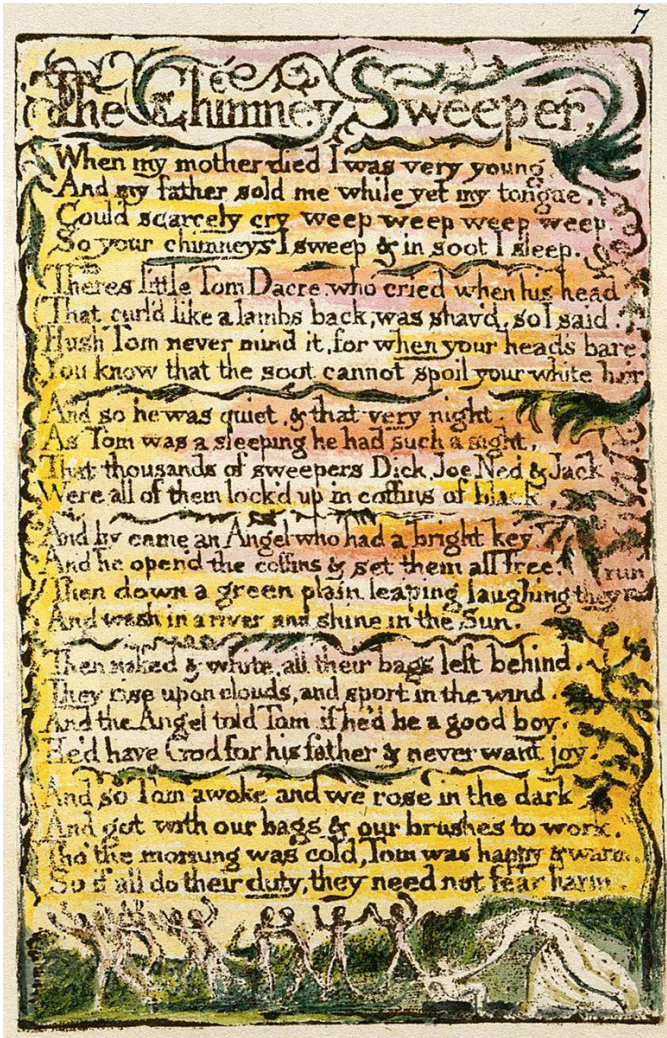 7
The Chimney Sweeper
When my mother died I was very young
And my father sold me while yet my tongue,
Could scarcely cry weep weep weep weep.
So your chimneys I sweep & in soot I sleep.
Theres little Tom Dacre who cried when his head
That curl'd like a lambs back, was shav'd, so I said.
Hush Tom never mind it, for when your heads bare,
You know that the soot cannot spoil your white hair
And so he was quiet, & that very night.
As Tom was a sleeping he had such a sight,
That thousands of sweepers Dick, Joe, Ned & Jack
Were all of them lock'd up in coffins of black,
And by came an Angel who had a bright key
And he open'd the coffins & set them all free.
Then down a green plain leaping laughing they run
And wash in a river and shine in the Sun.
Then naked & white, all their bags left behind.
They rise upon clouds, and sport in the wind.
And the Angel told Tom if he'd be a good boy,
He'd have God for his father & never want joy.
And so Tom awoke and we rose in the dark
And got with our bags & our brushes to work.
Tho' the morning was cold, Tom was happy & warm.
So if all do their duty, they need not fear harm.